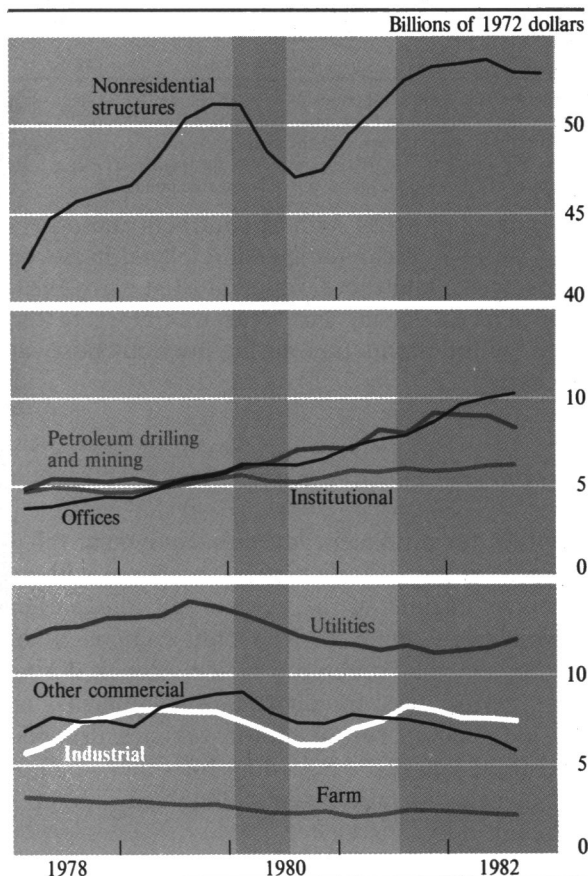 Billions of 1972 dollars
Nonresidential
structures
50
45
40
10
Petroleum drilling
and mining
5
Institutional
Offices
0
Utilities
10
Other commercial
Industrial
5
Farm
0
1978
1980
1982